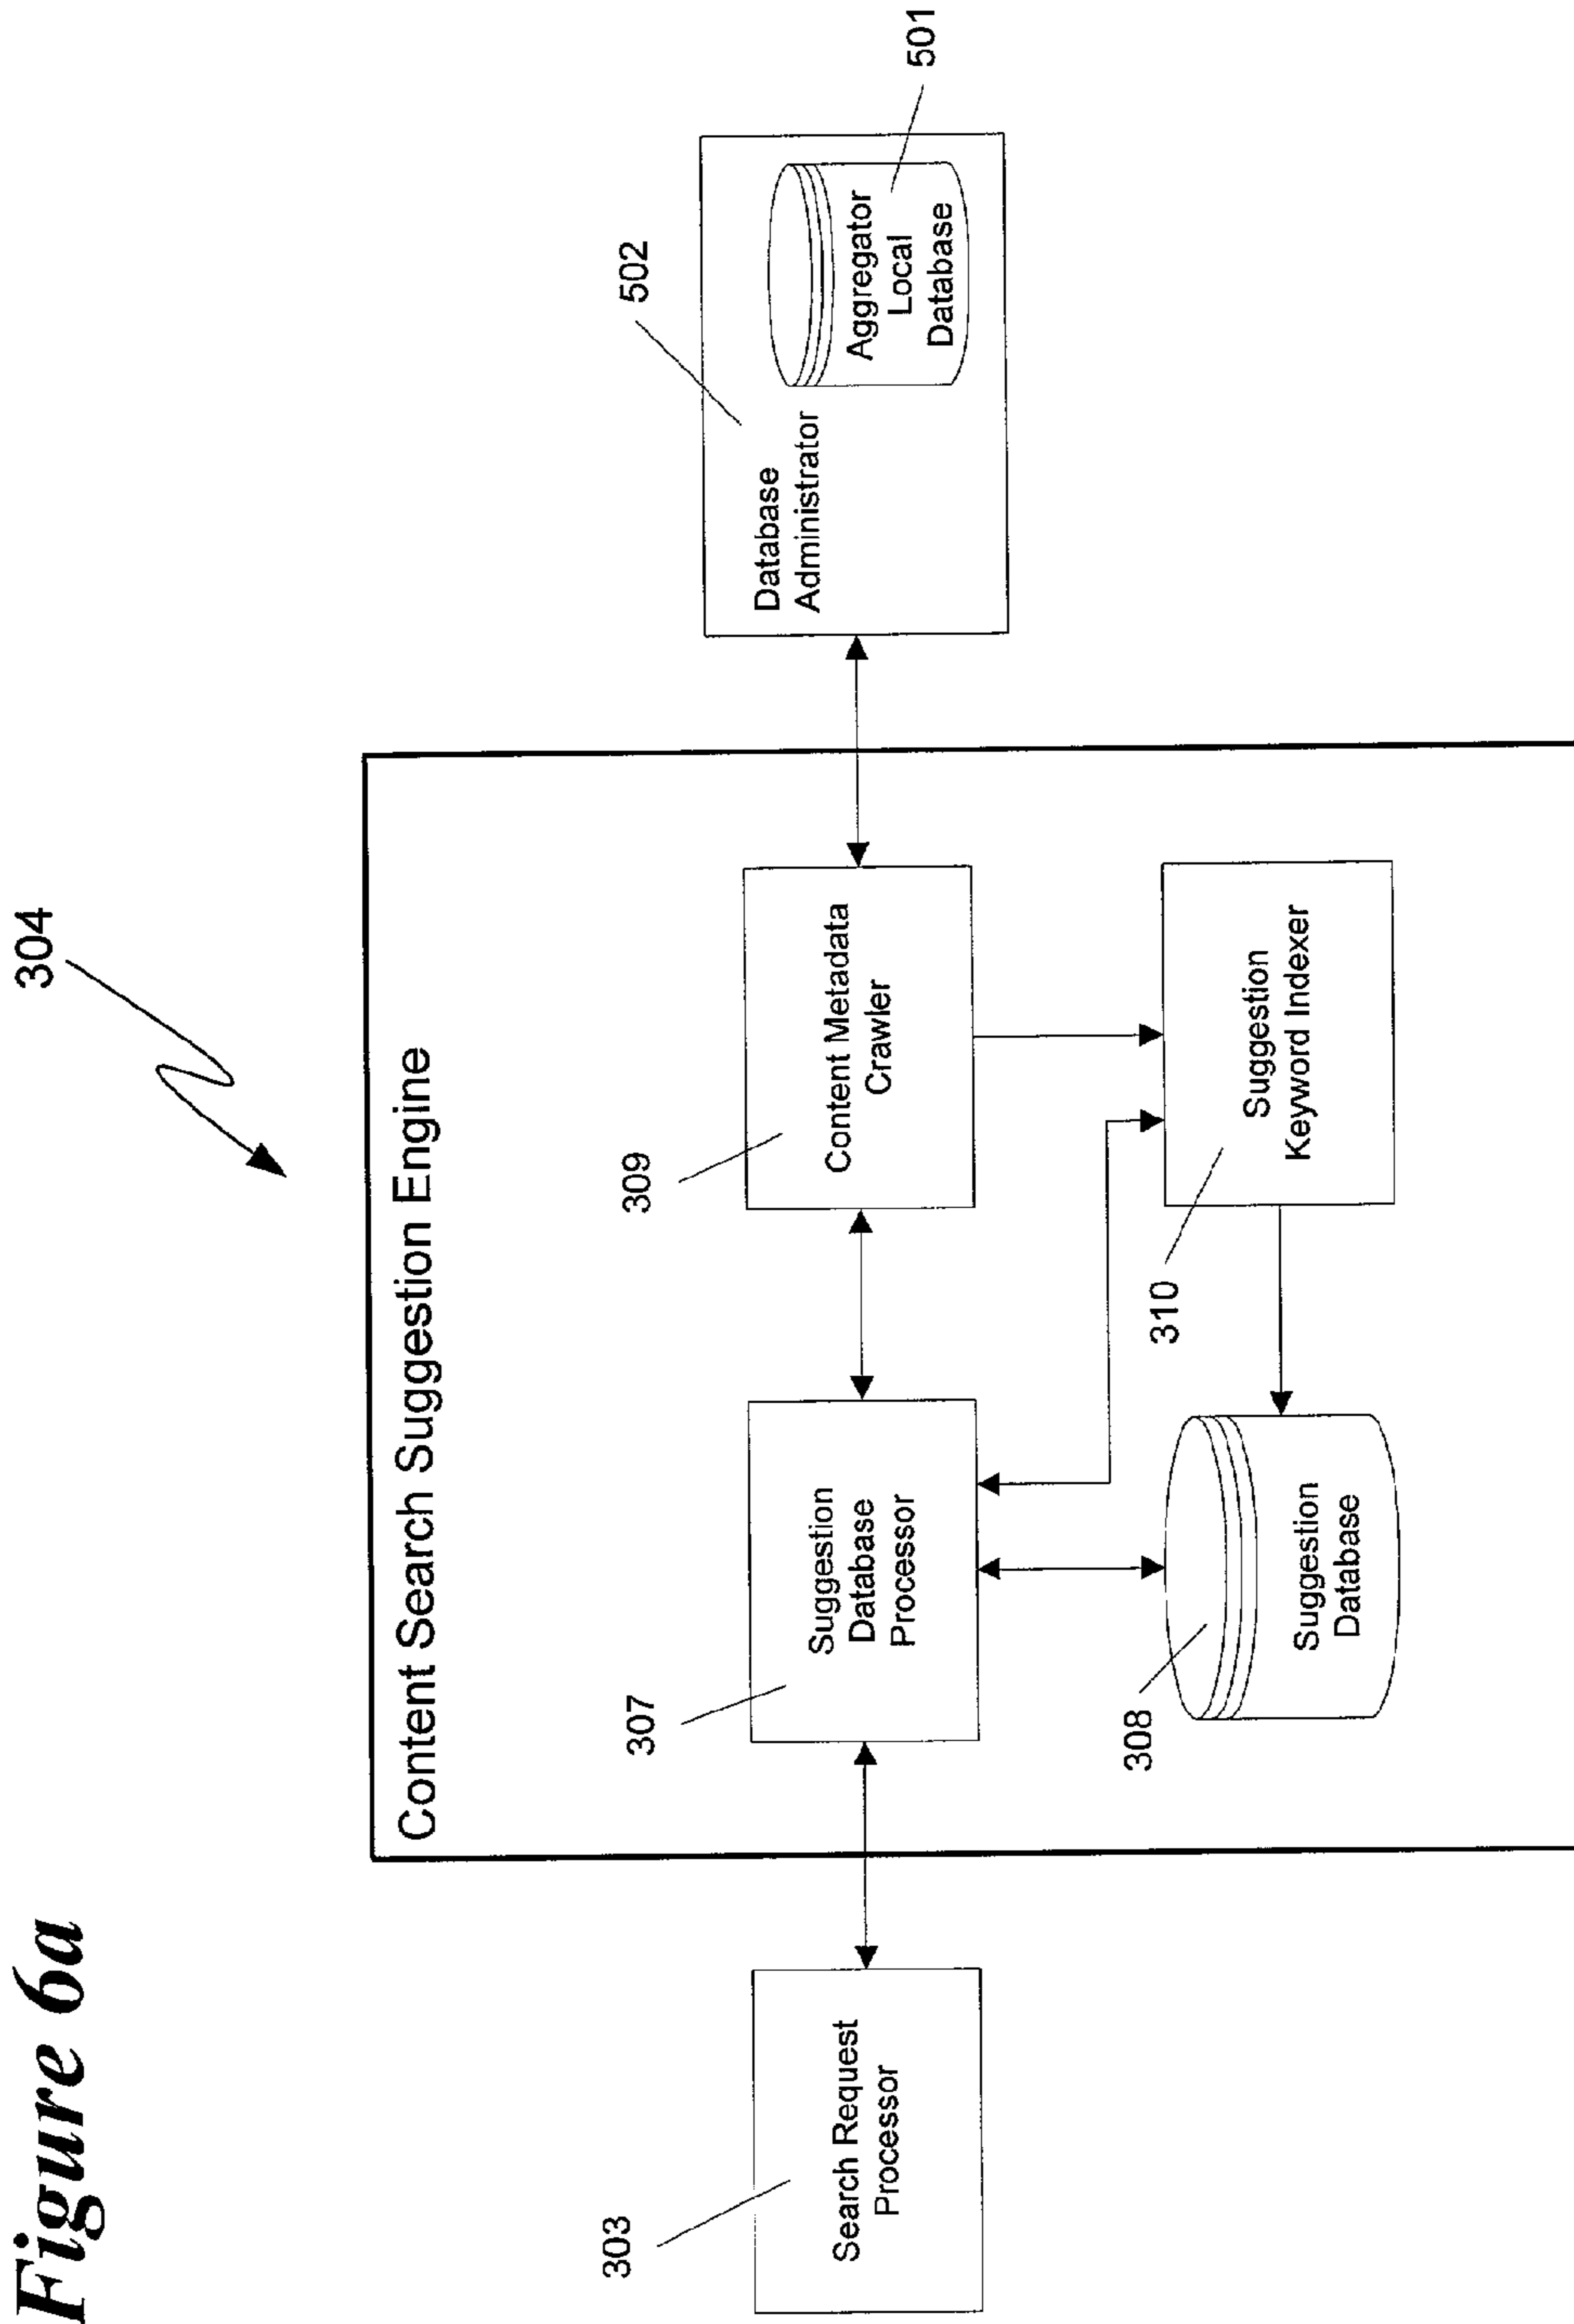 Figure 6a
304
Content Search Suggestion Engine
303
Search Request
Processor
307
Suggestion
Database
Processor
309
Content Metadata
Crawler
502
Database
Administrator
Aggregator
Local
Database
501
308
Suggestion
Database
310
Suggestion
Keyword Indexer